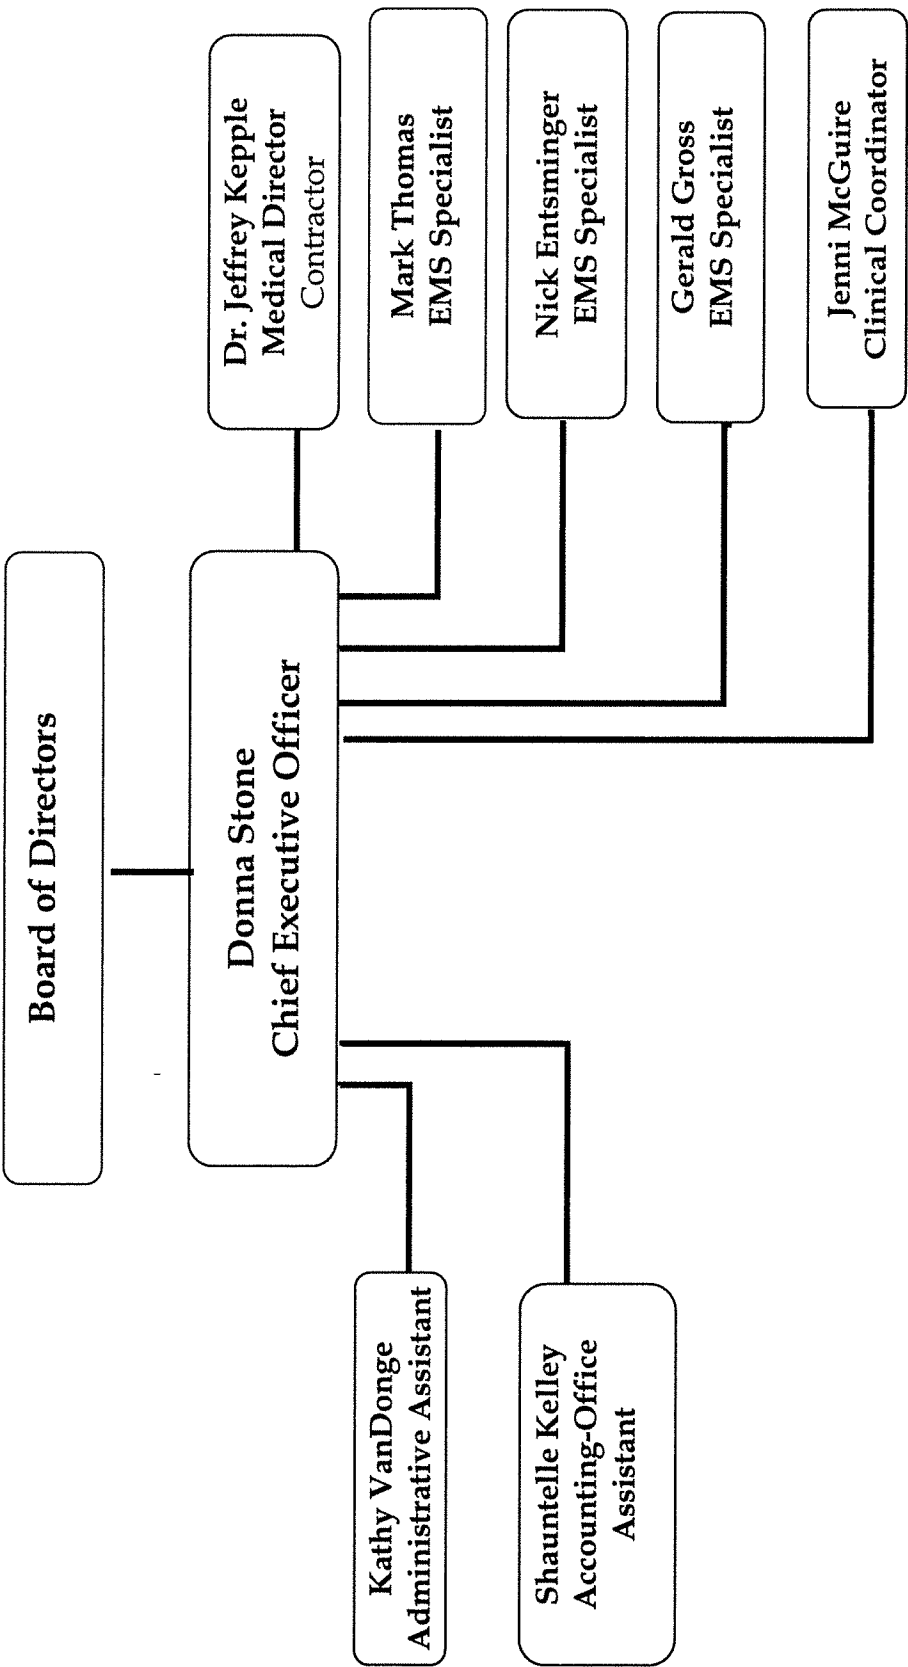 Board of Directors
Donna Stone
Chief Executive Officer
Kathy VanDonge
Administrative Assistant
Shauntelle Kelley
Accounting-Office
Assistant
Dr. Jeffrey Kepple
Medical Director
Contractor
Mark Thomas
EMS Specialist
Nick Entsminger
EMS Specialist
Gerald Gross
EMS Specialist
Jenni McGuire
Clinical Coordinator